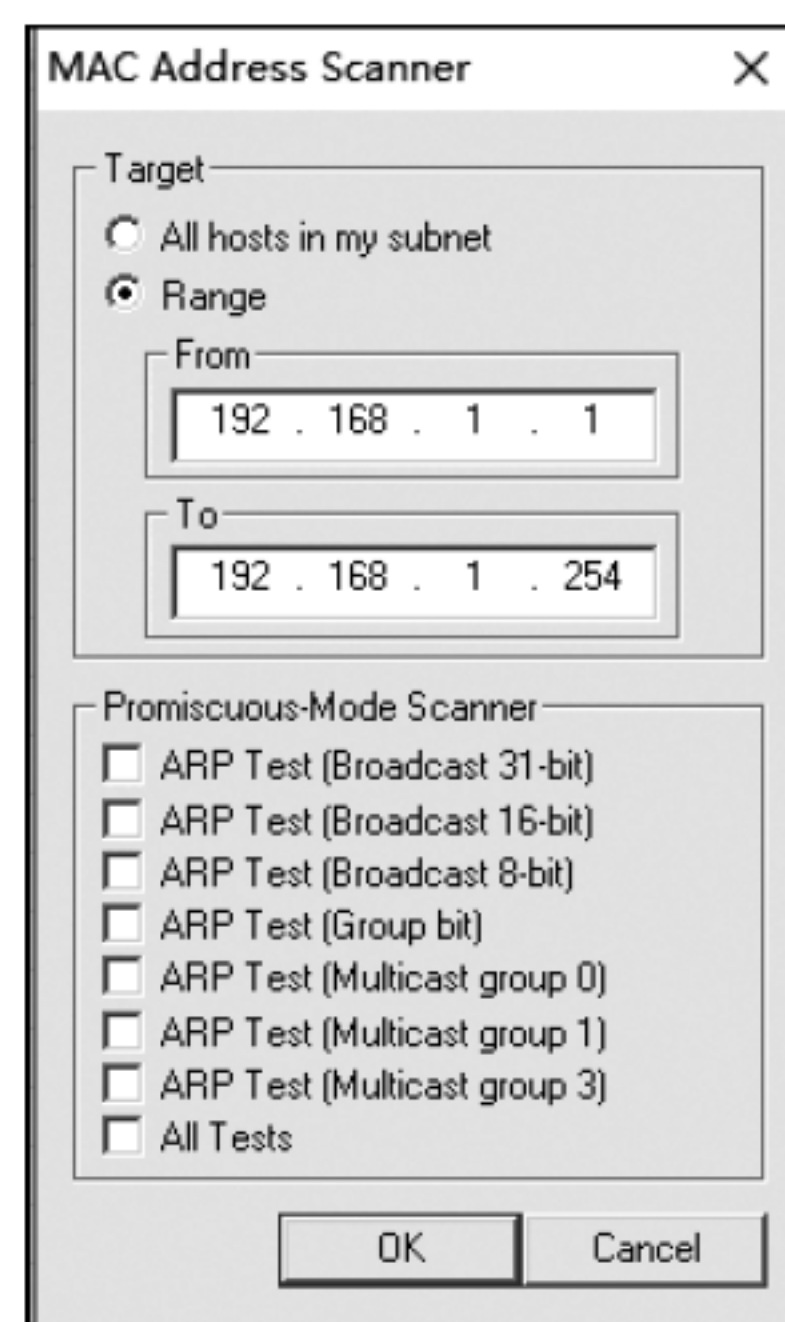 MAC Address Scanner
Target
All hosts in my subnet
Range
From
192 . 168 . 1 . 1
To
192 . 168 . 1 . 254
Promiscuous-Mode Scanner
ARP Test (Broadcast 31-bit)
ARP Test (Broadcast 16-bit)
ARP Test (Broadcast 8-bit)
ARP Test (Group bit)
ARP Test (Multicast group 0)
ARP Test (Multicast group 1)
ARP Test (Multicast group 3)
All Tests
OK Cancel